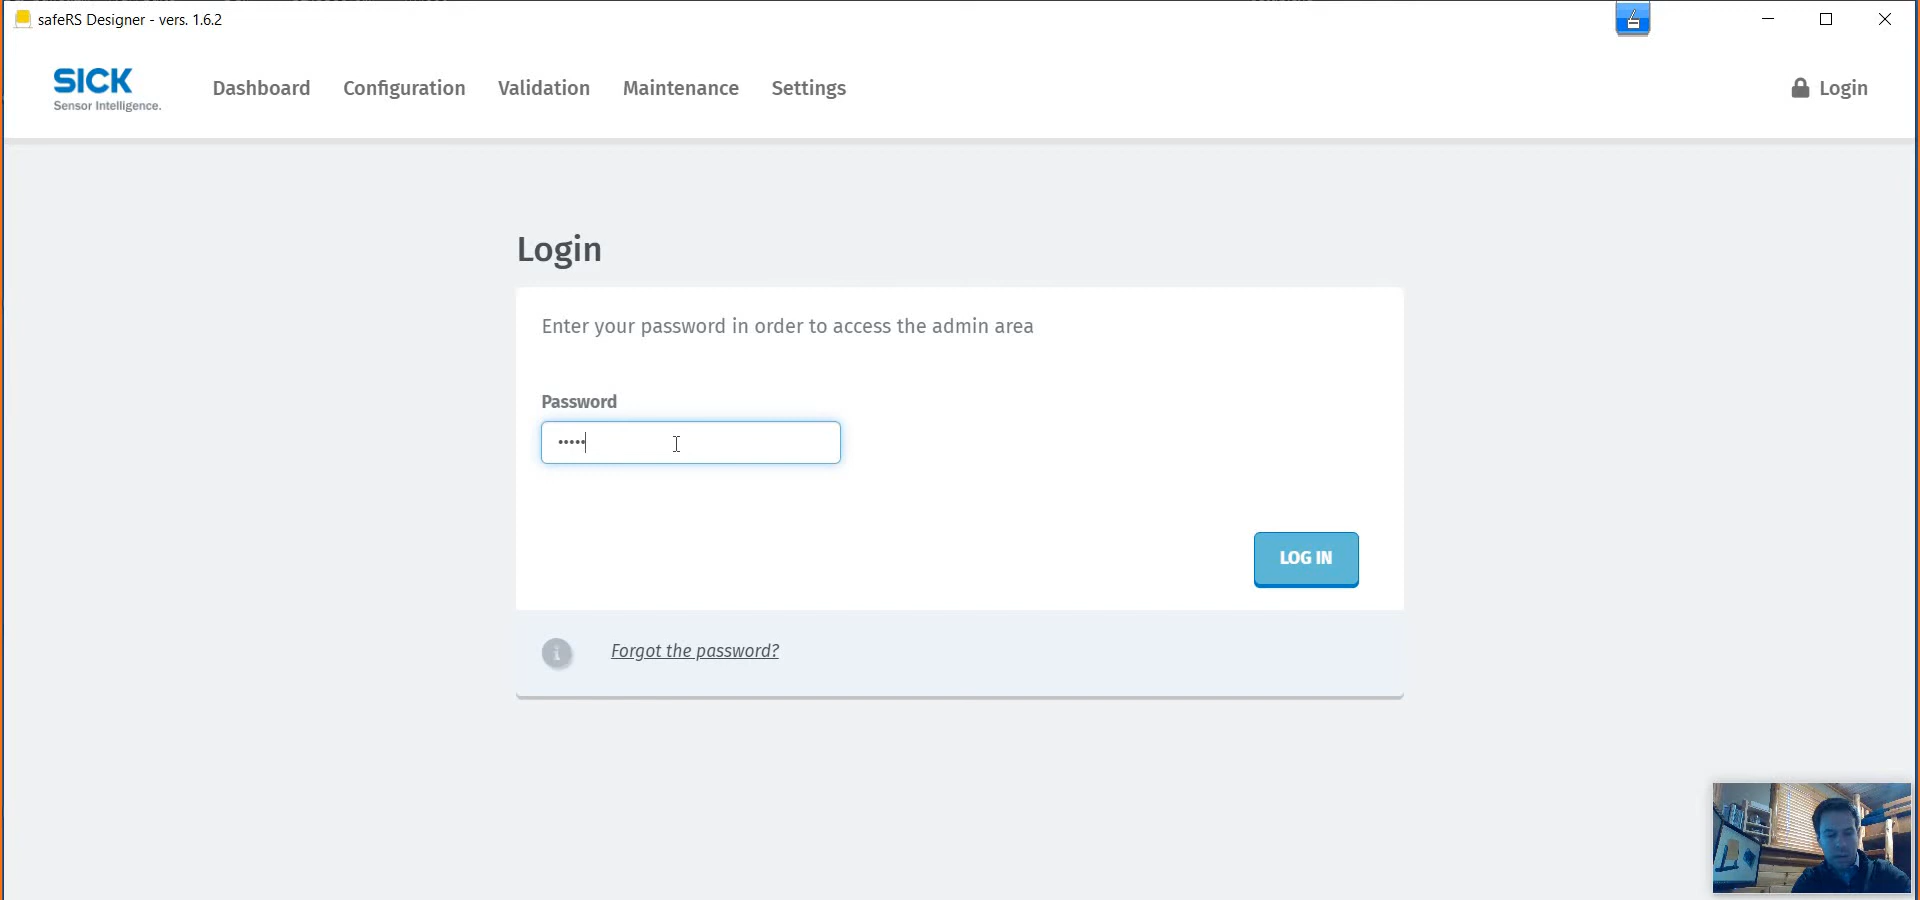 safeRS Designer - vers. 1.6.2
SICK
Sensor Intelligence.
Dashboard
Configuration
Validation
Maintenance
Settings
Login
Login
Enter your password in order to access the admin area
Password
•••••
LOG IN
i
Forgot the password?